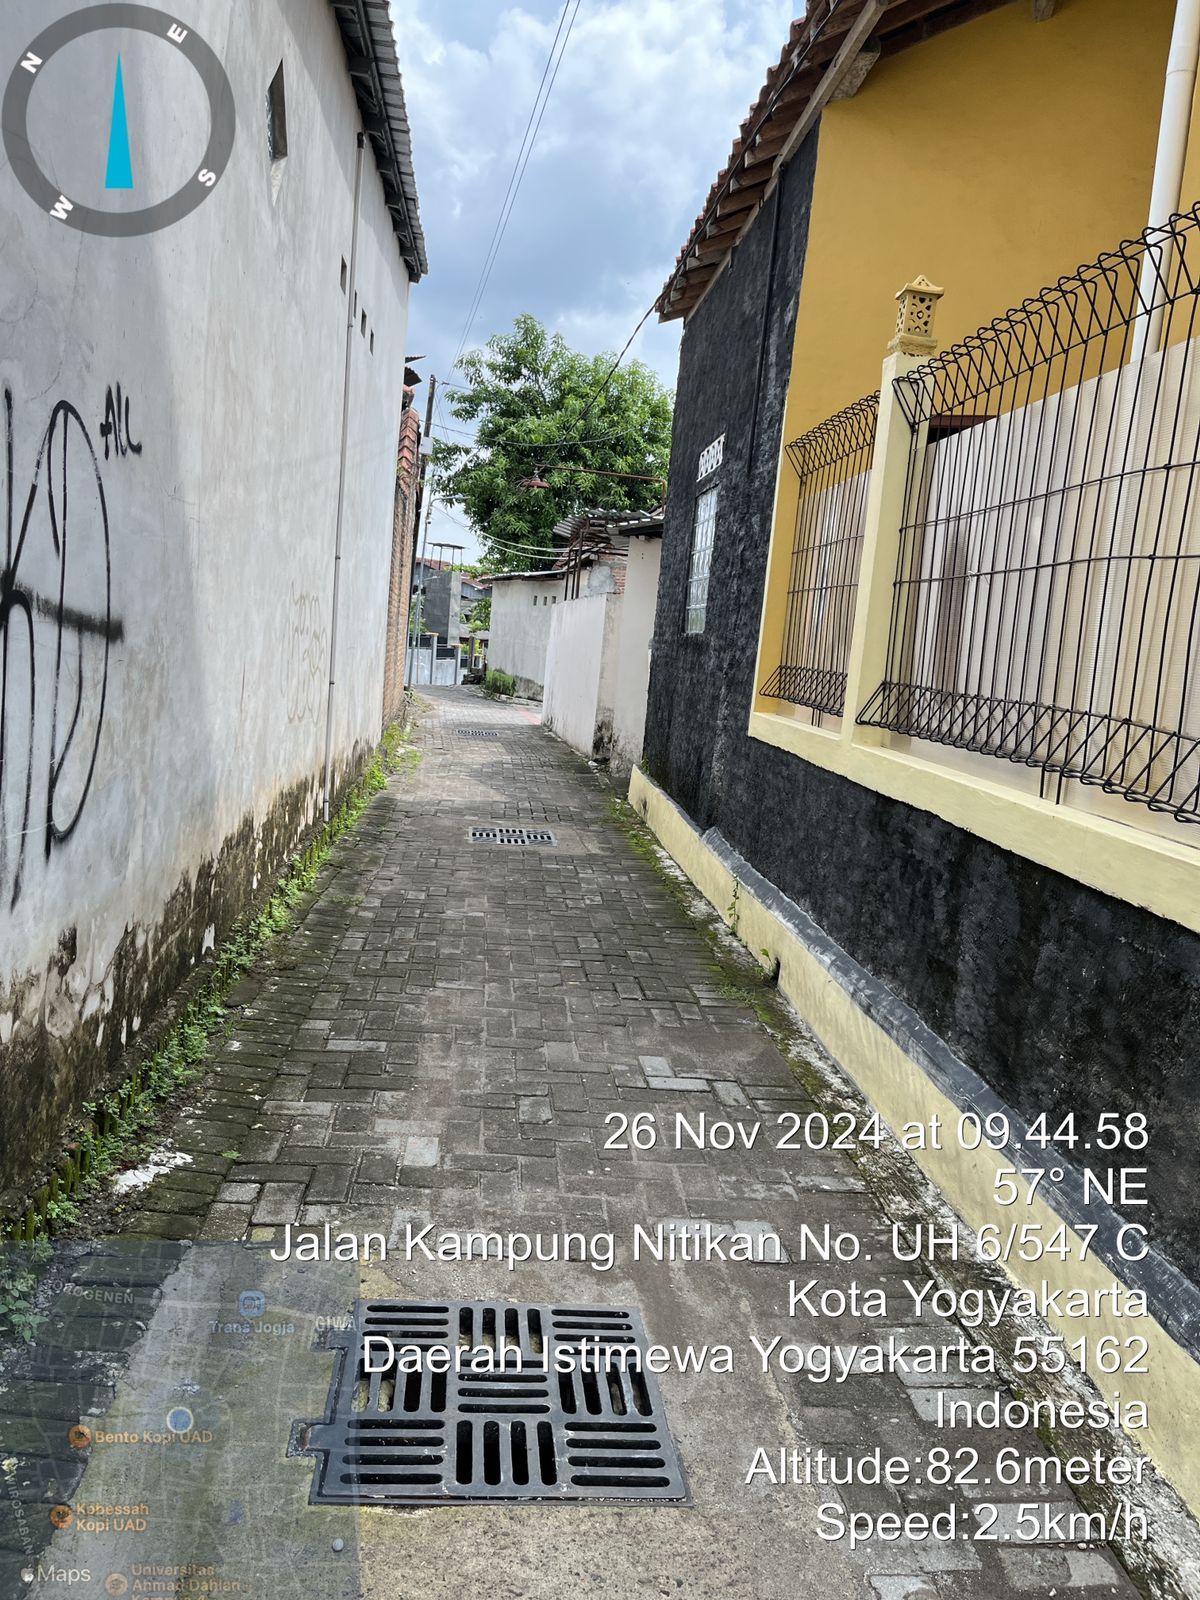 N
E
S
W
ALL
26 Nov 2024 at 09.44.58
57° NE
Jalan Kampung Nitikan No. UH 6/547 C
Kota Yogyakarta
Daerah Istimewa Yogyakarta 55162
Indonesia
Altitude:82.6meter
Speed:2.5km/h
Trans Jogja
GIWA
Bento Kopi UAD
Kobessah
Kopi UAD
Maps
Universitas
Ahmad Dahlan